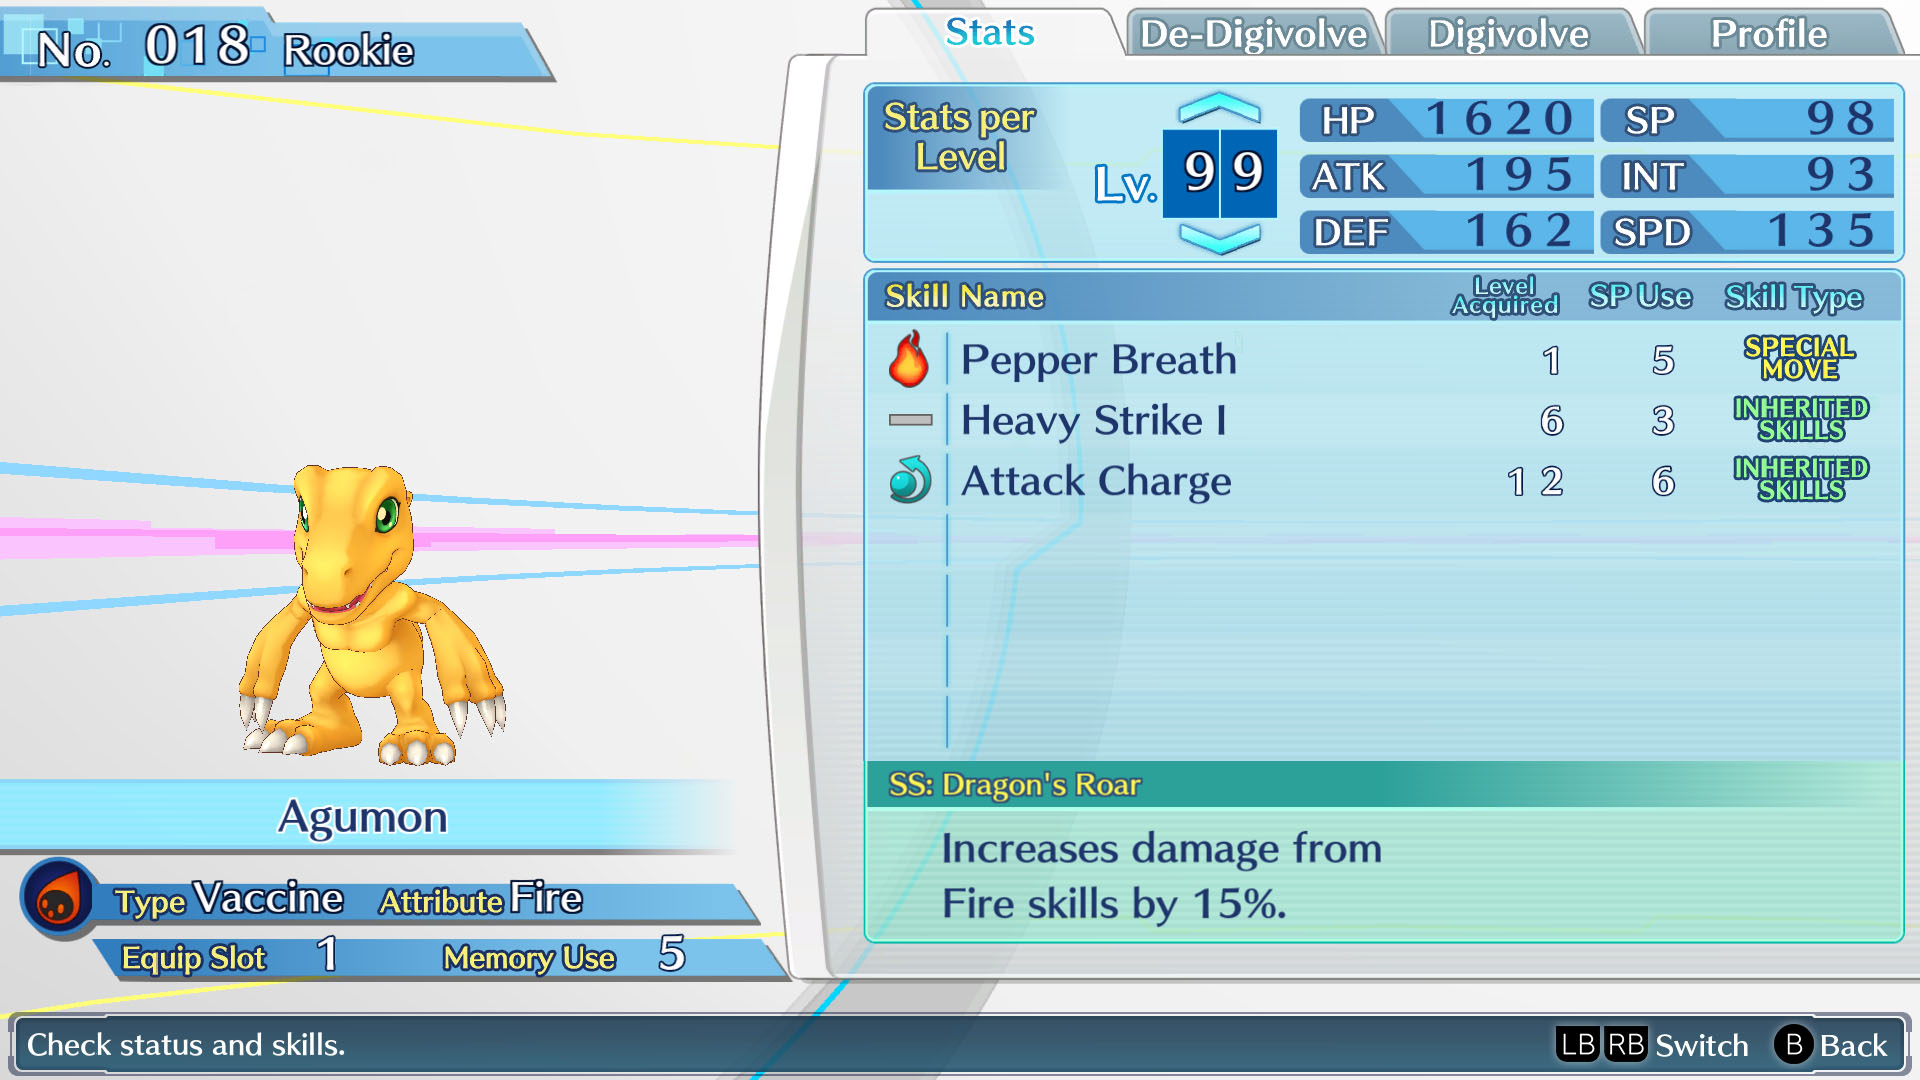 No. 018 Rookie
Stats
De-Digivolve
Digivolve
Profile
Stats per
Level
Lv. 99
HP 1620
SP 98
ATK 195
INT 93
DEF 162
SPD 135
Skill Name
Level
Acquired
SP Use
Skill Type
Pepper Breath 1 5 SPECIAL
MOVE
Heavy Strike I 6 3 INHERITED
SKILLS
Attack Charge 12 6 INHERITED
SKILLS
SS: Dragon's Roar
Increases damage from
Fire skills by 15%.
Agumon
Type Vaccine Attribute Fire
Equip Slot 1 Memory Use 5
Check status and skills.
LB RB Switch B Back